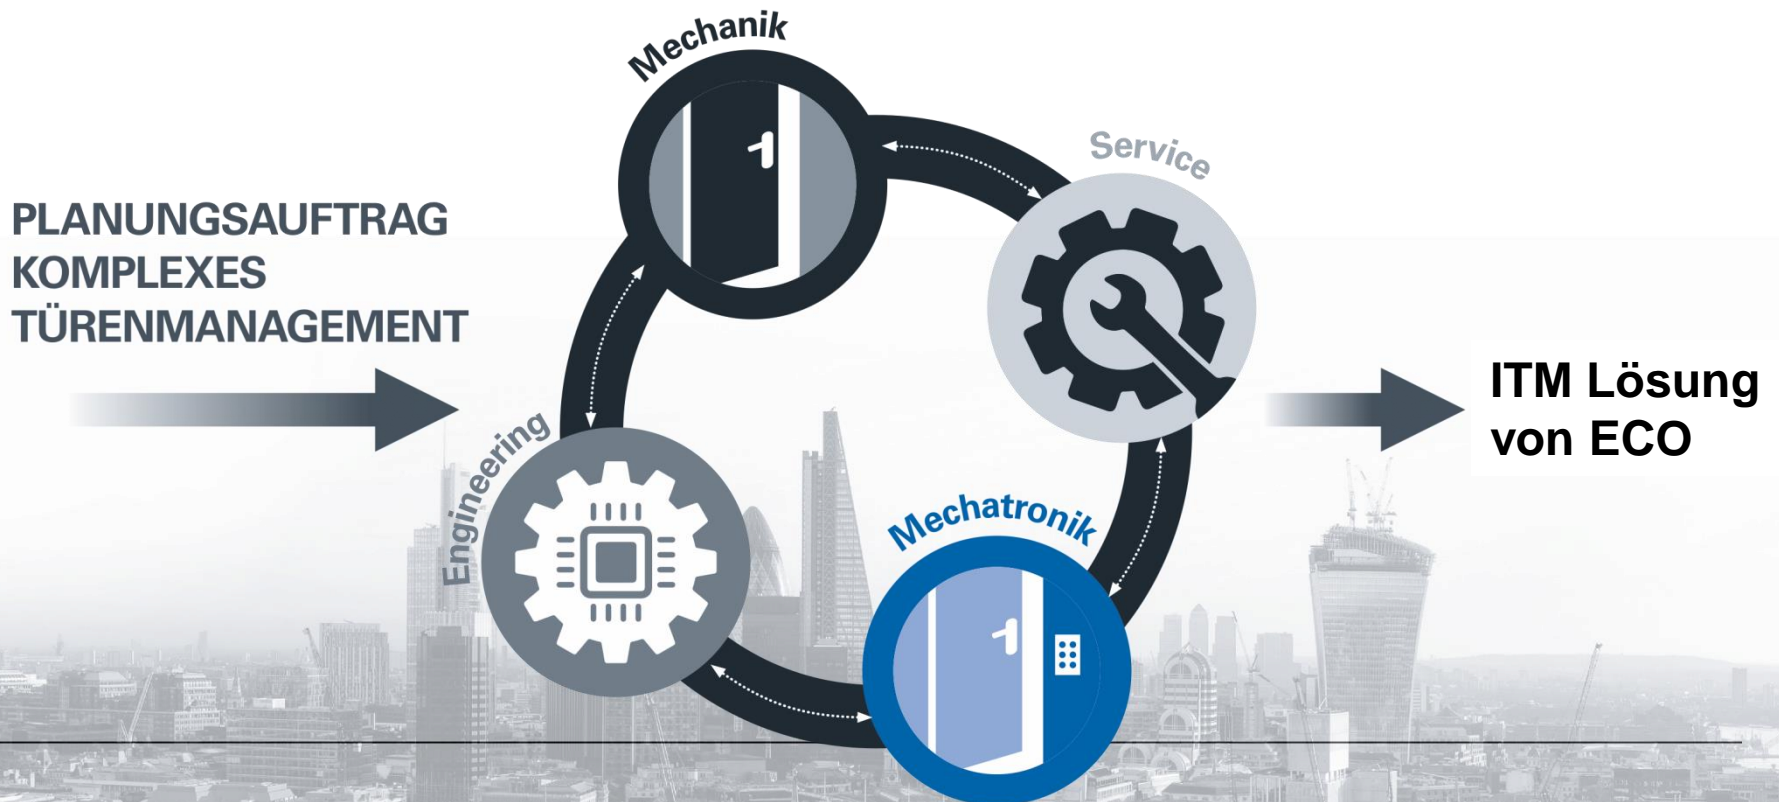 Mechanik
Service
PLANUNGSAUFTRAG
KOMPLEXES
TÜRENMANAGEMENT
ITM Lösung
von ECO
Engineering
Mechatronik